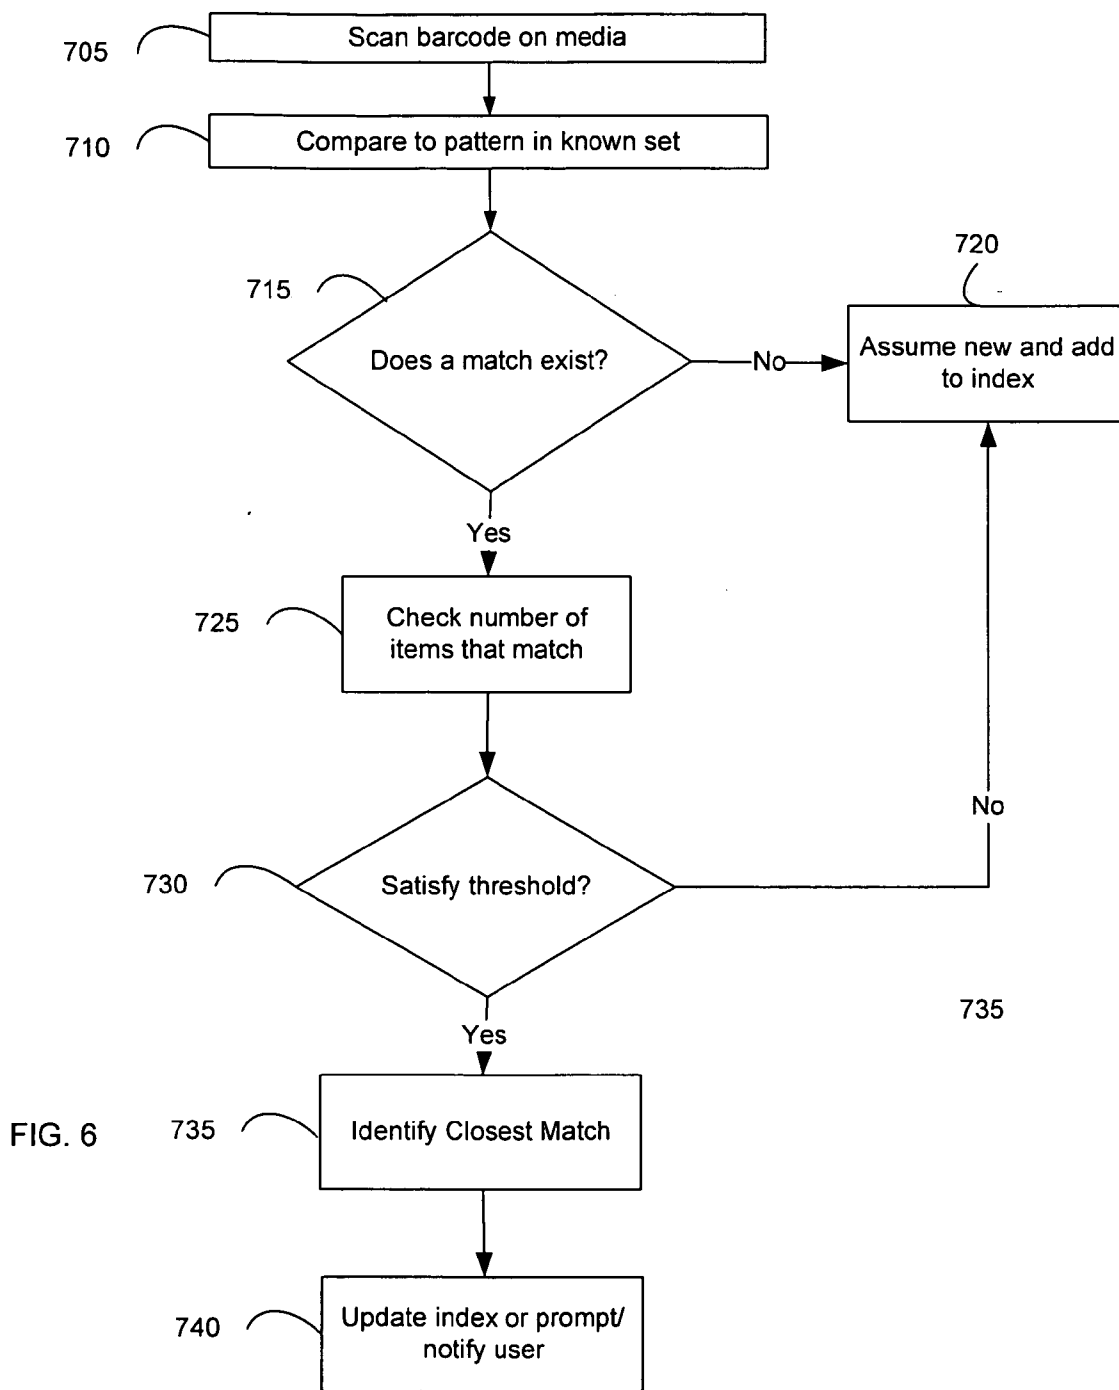 705
Scan barcode on media
710
Compare to pattern in known set
715
Does a match exist?
No
720
Assume new and add
to index
Yes
725
Check number of
items that match
730
Satisfy threshold?
No
735
Yes
FIG. 6
735
Identify Closest Match
740
Update index or prompt/
notify user